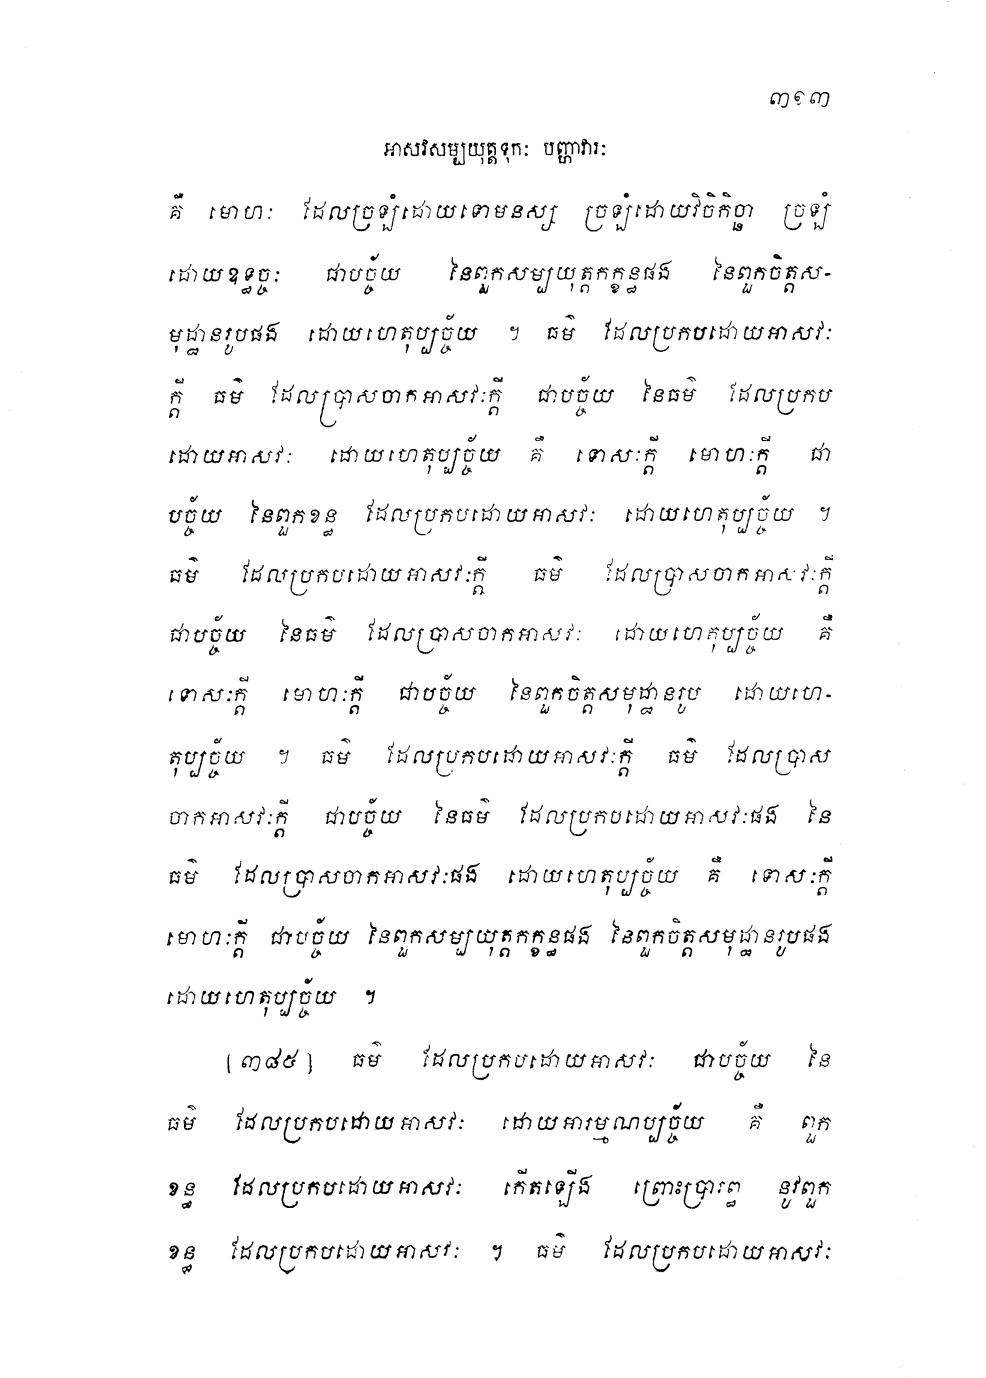 ៣១៣
អាសវសម្បយុត្តទុកៈ បញ្ហាវារៈ
គឺ មោហៈ ដែលច្រឡំដោយទោមនស្ស ច្រឡំដោយវិចិកិច្ឆា ច្រឡំ
ដោយឧទ្ធច្ចៈ ជាបច្ច័យ នៃពួកសម្បយុត្តកក្ខន្ធផង នៃពួកចិត្តស-
មុដ្ឋានរូបផង ដោយហេតុប្បច្ច័យ ។ ធម៌ ដែលប្រកបដោយអាសវៈ
ក្តី ធម៌ ដែលប្រាសចាកអាសវៈក្តី ជាបច្ច័យ នៃធម៌ ដែលប្រកប
ដោយអាសវៈ ដោយហេតុប្បច្ច័យ គឺ ទោសៈក្តី មោហៈក្តី ជា
បច្ច័យ នៃពួកខន្ធ ដែលប្រកបដោយអាសវៈ ដោយហេតុប្បច្ច័យ ។
ធម៌ ដែលប្រកបដោយអាសវៈក្តី ធម៌ ដែលប្រាសចាកអាសវៈក្តី
ជាបច្ច័យ នៃធម៌ ដែលប្រាសចាកអាសវៈ ដោយហេតុប្បច្ច័យ គឺ
ទោសៈក្តី មោហៈក្តី ជាបច្ច័យ នៃពួកចិត្តសមុដ្ឋានរូប ដោយហេ-
តុប្បច្ច័យ ។ ធម៌ ដែលប្រកបដោយអាសវៈក្តី ធម៌ ដែលប្រាស
ចាកអាសវៈក្តី ជាបច្ច័យ នៃធម៌ ដែលប្រកបដោយអាសវៈផង នៃ
ធម៌ ដែលប្រាសចាកអាសវៈផង ដោយហេតុប្បច្ច័យ គឺ ទោសៈក្តី
មោហៈក្តី ជាបច្ច័យ នៃពួកសម្បយុត្តកក្ខន្ធផង នៃពួកចិត្តសមុដ្ឋានរូបផង
ដោយហេតុប្បច្ច័យ ។
[៣៨៥] ធម៌ ដែលប្រកបដោយអាសវៈ ជាបច្ច័យ នៃ
ធម៌ ដែលប្រកបដោយអាសវៈ ដោយអារម្មណប្បច្ច័យ គឺ ពួក
ខន្ធ ដែលប្រកបដោយអាសវៈ កើតឡើង ព្រោះប្រារព្ធ នូវពួក
ខន្ធ ដែលប្រកបដោយអាសវៈ ។ ធម៌ ដែលប្រកបដោយអាសវៈ